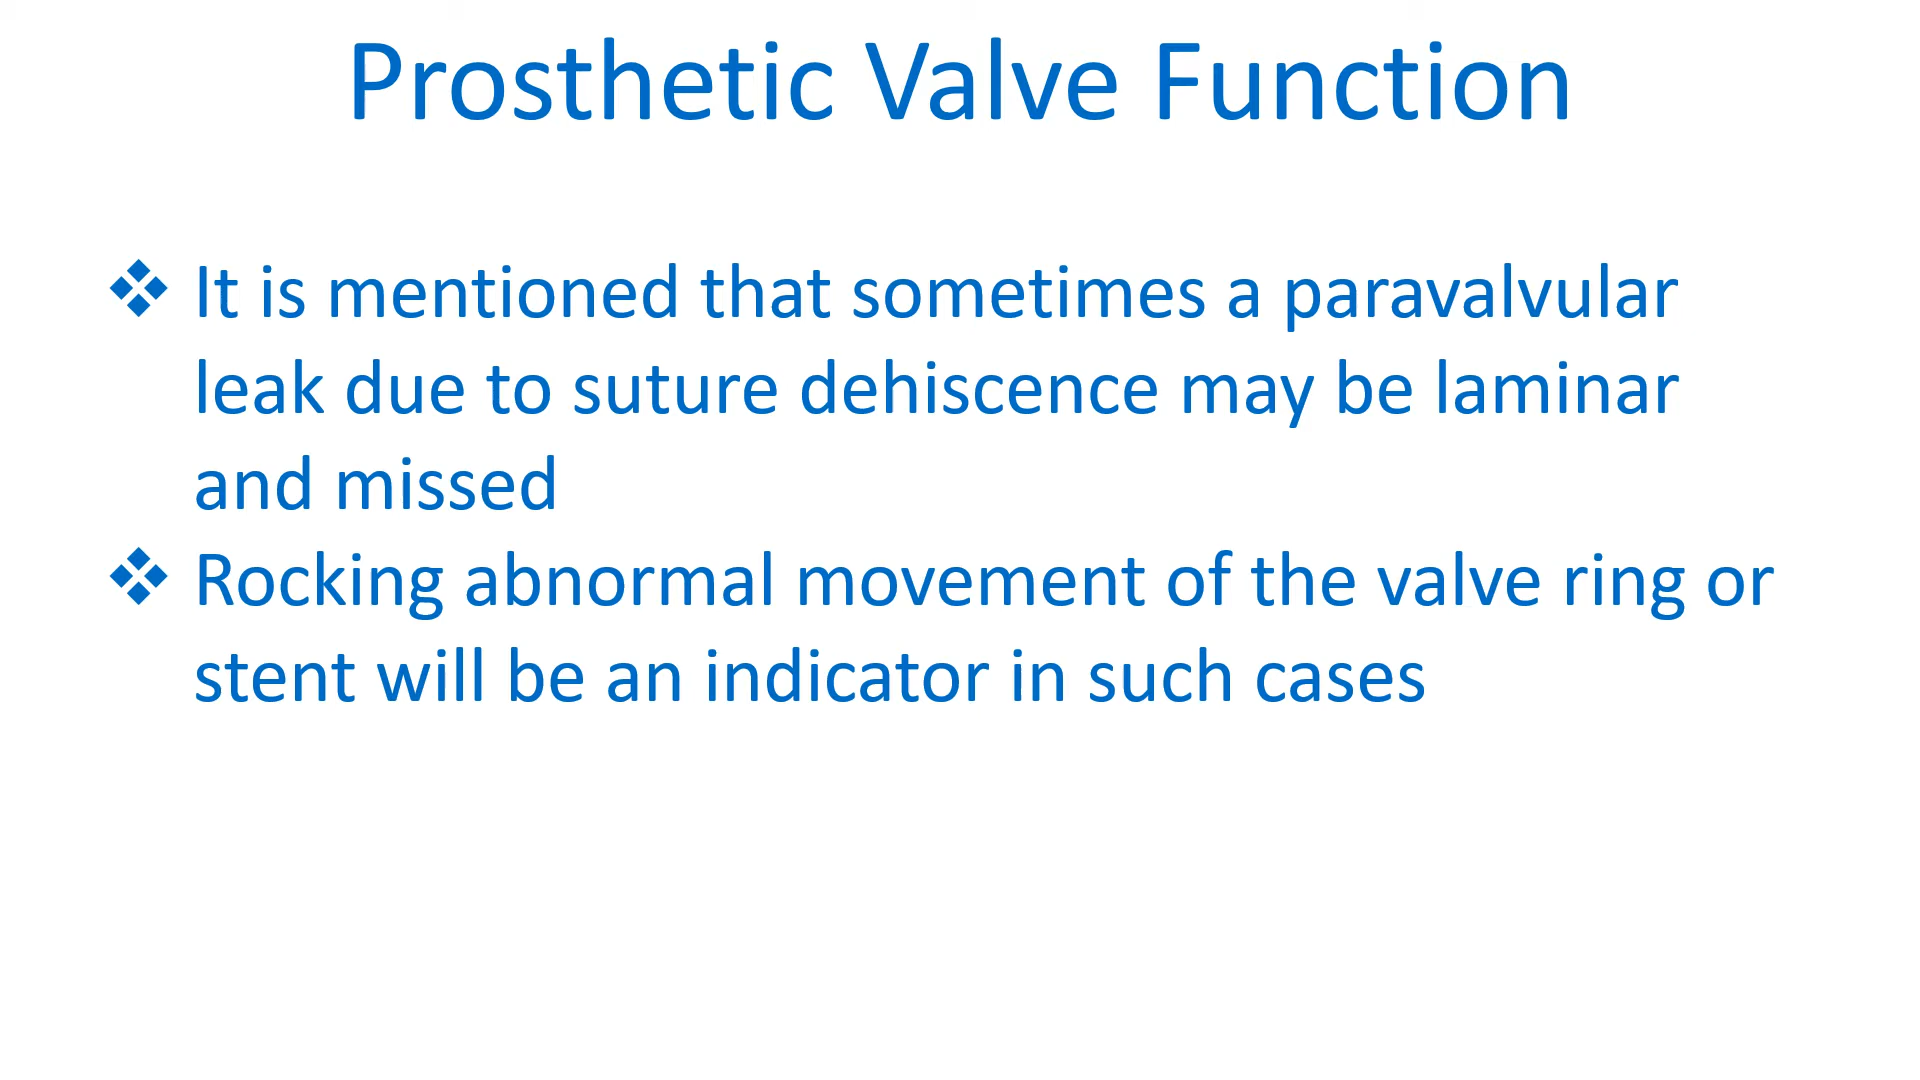 Prosthetic Valve Function
❖ It is mentioned that sometimes a paravalvular
leak due to suture dehiscence may be laminar
and missed
❖ Rocking abnormal movement of the valve ring or
stent will be an indicator in such cases